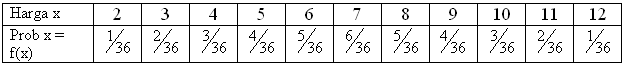 Harga x 2 3 4 5 6 7 8 9 10 11 12
Prob x = f(x) 1/36 2/36 3/36 4/36 5/36 6/36 5/36 4/36 3/36 2/36 1/36